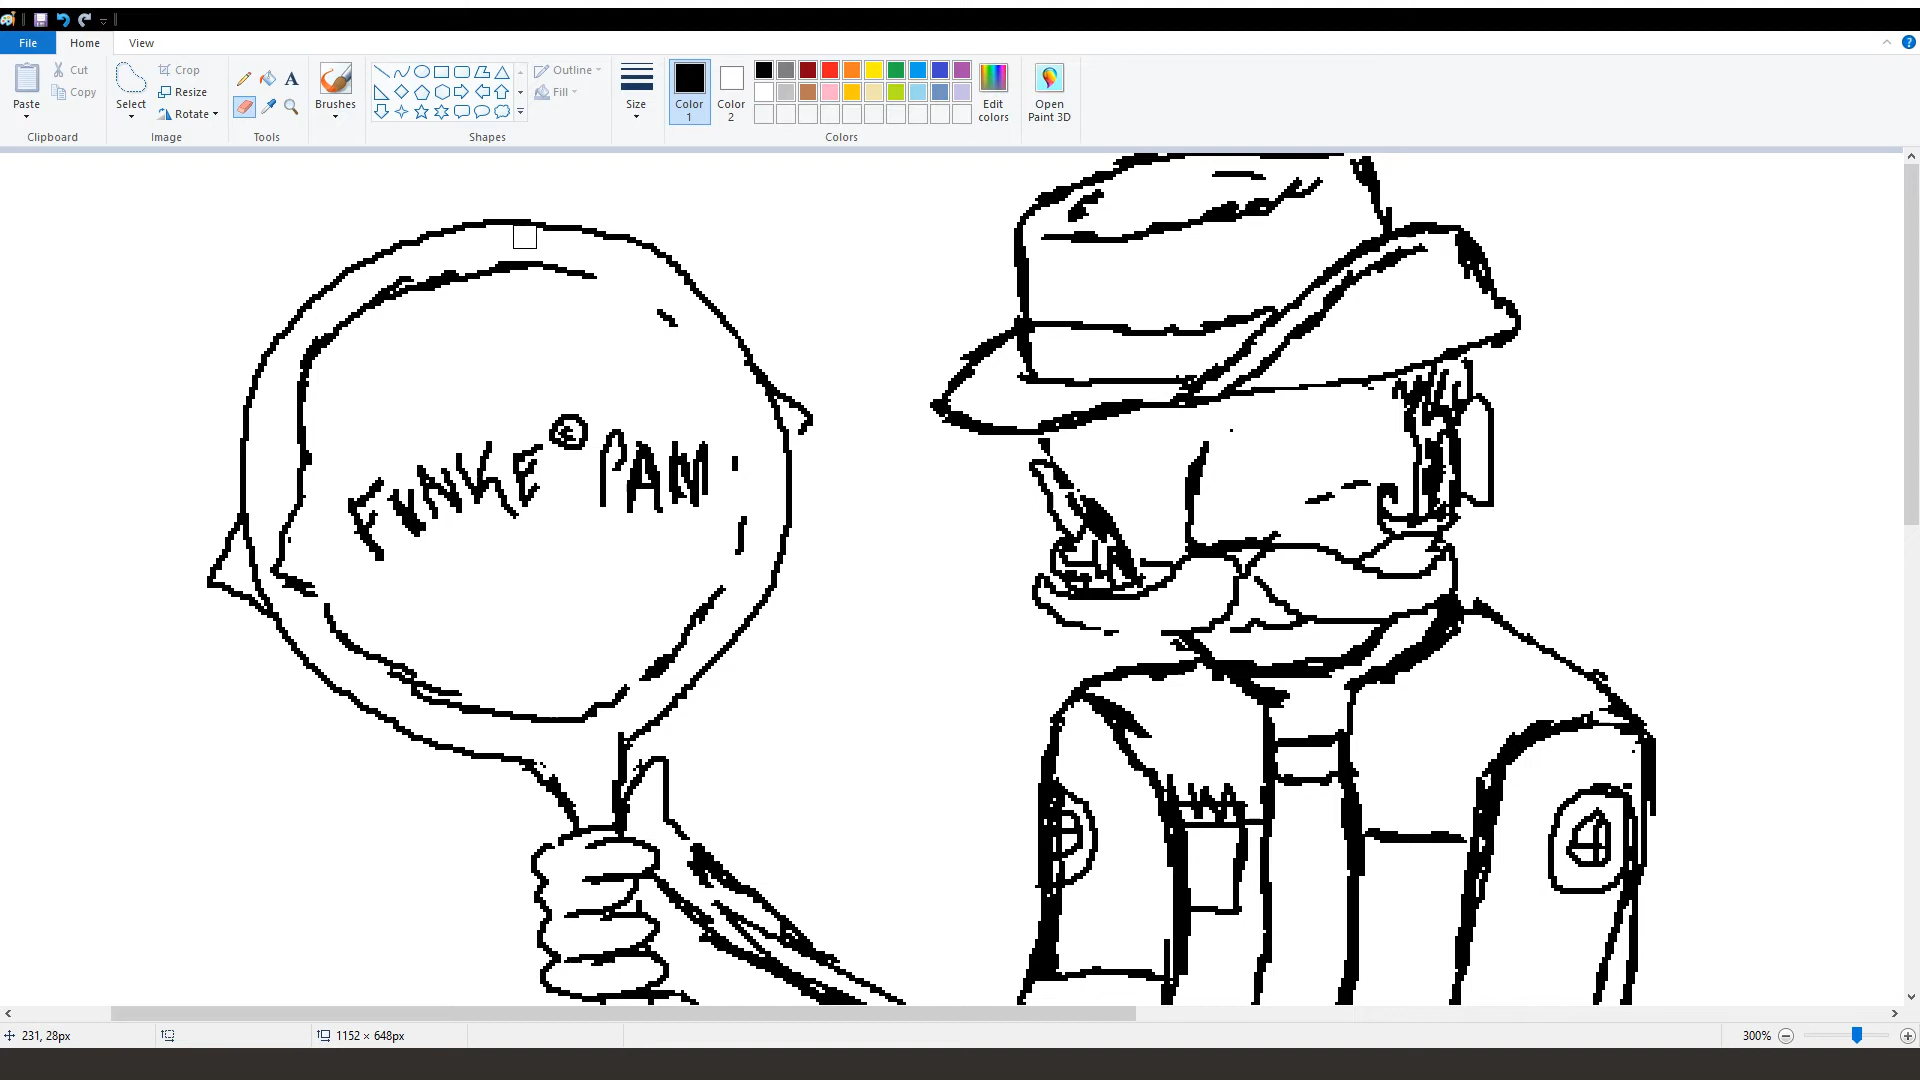 File Home View
Paste Cut Copy Clipboard
Select Crop Resize Rotate Image
Tools
Brushes
Shapes
Outline Fill
Size
Color 1 Color 2
Colors
Edit colors
Open Paint 3D
FUNKE © PAN
231, 28px 1152 × 648px 300%